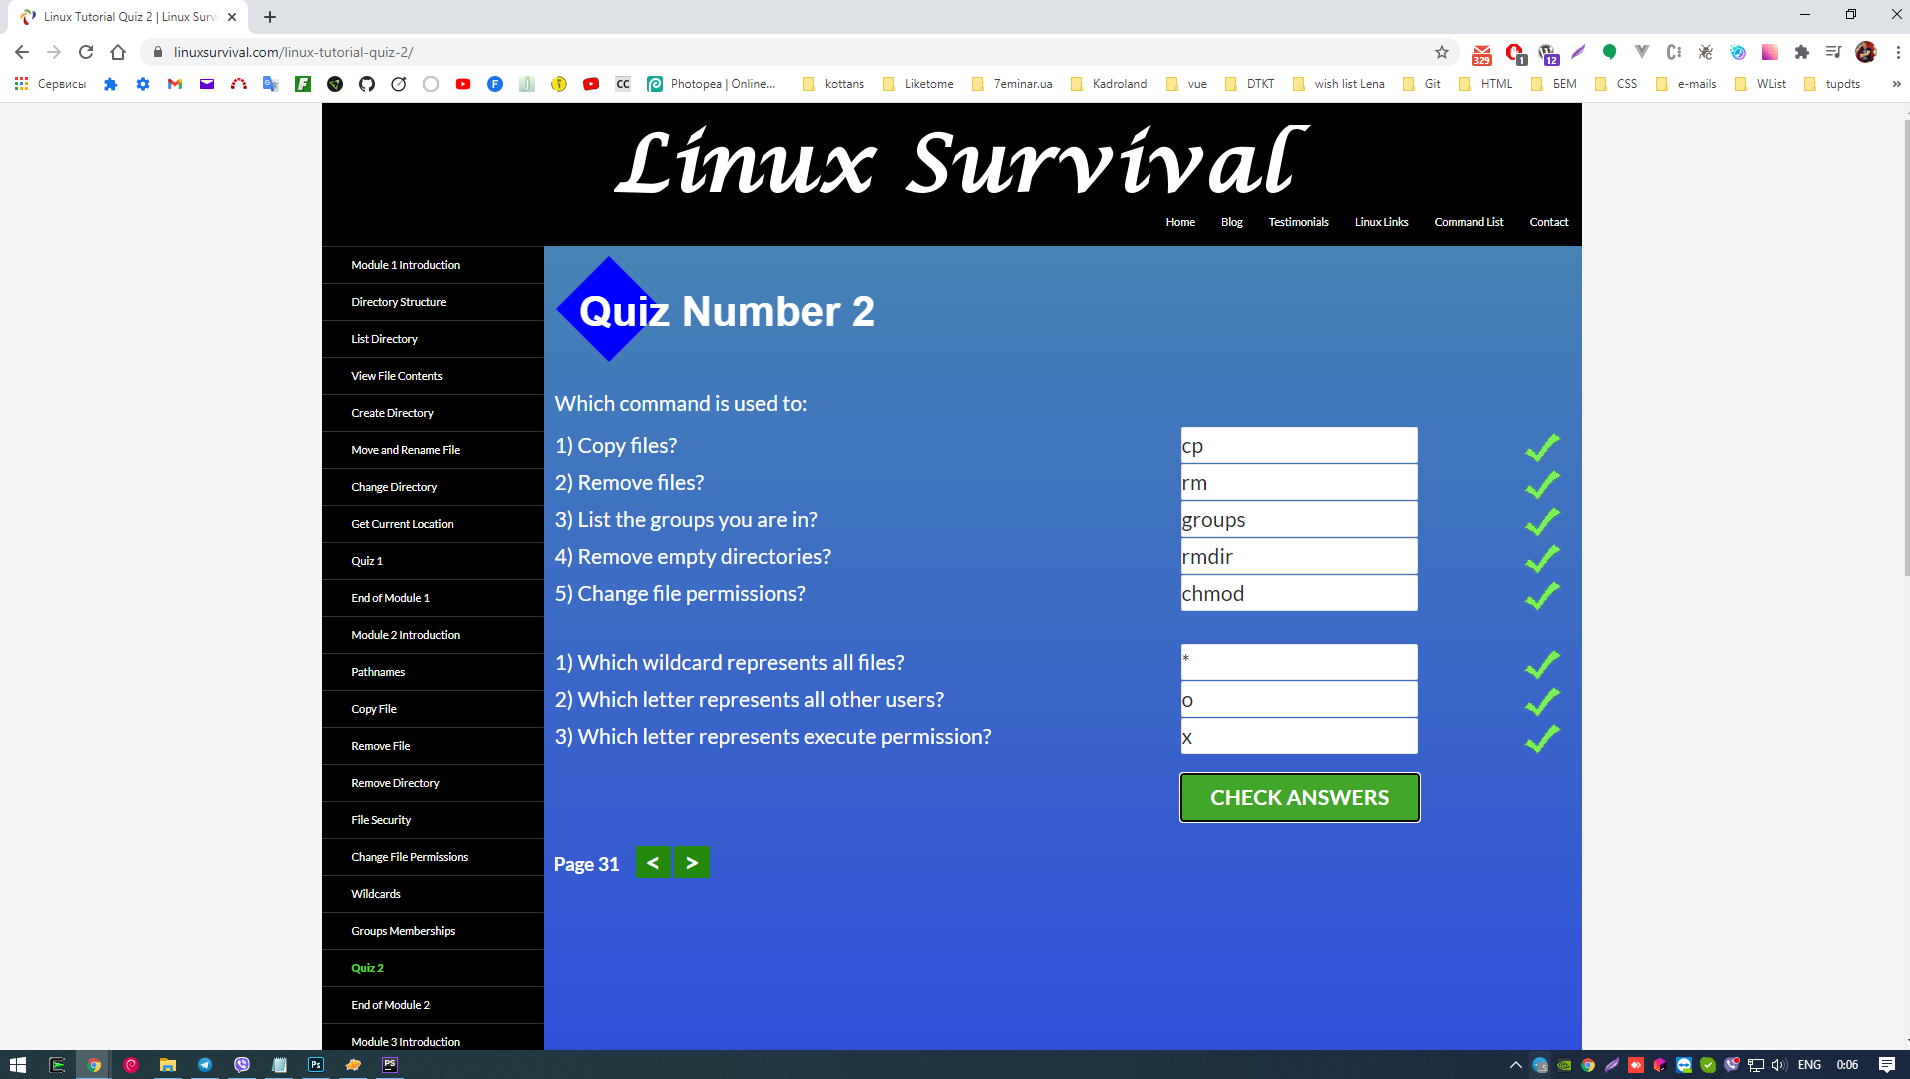 Linux Tutorial Quiz 2 | Linux Surv
linuxsurvival.com/linux-tutorial-quiz-2/
329
1
12
Сервисы
CC
Photopea | Online...
kottans
Liketome
7eminar.ua
Kadroland
vue
DTKT
wish list Lena
Git
HTML
БЕМ
CSS
e-mails
WList
tupdts
»
Linux Survival
Home
Blog
Testimonials
Linux Links
Command List
Contact
Module 1 Introduction
Directory Structure
List Directory
View File Contents
Create Directory
Move and Rename File
Change Directory
Get Current Location
Quiz 1
End of Module 1
Module 2 Introduction
Pathnames
Copy File
Remove File
Remove Directory
File Security
Change File Permissions
Wildcards
Groups Memberships
Quiz 2
End of Module 2
Module 3 Introduction
Quiz Number 2
Which command is used to:
1) Copy files?
cp
2) Remove files?
rm
3) List the groups you are in?
groups
4) Remove empty directories?
rmdir
5) Change file permissions?
chmod
1) Which wildcard represents all files?
*
2) Which letter represents all other users?
o
3) Which letter represents execute permission?
x
CHECK ANSWERS
Page 31
<
>
Ps
PS
ENG
0:06